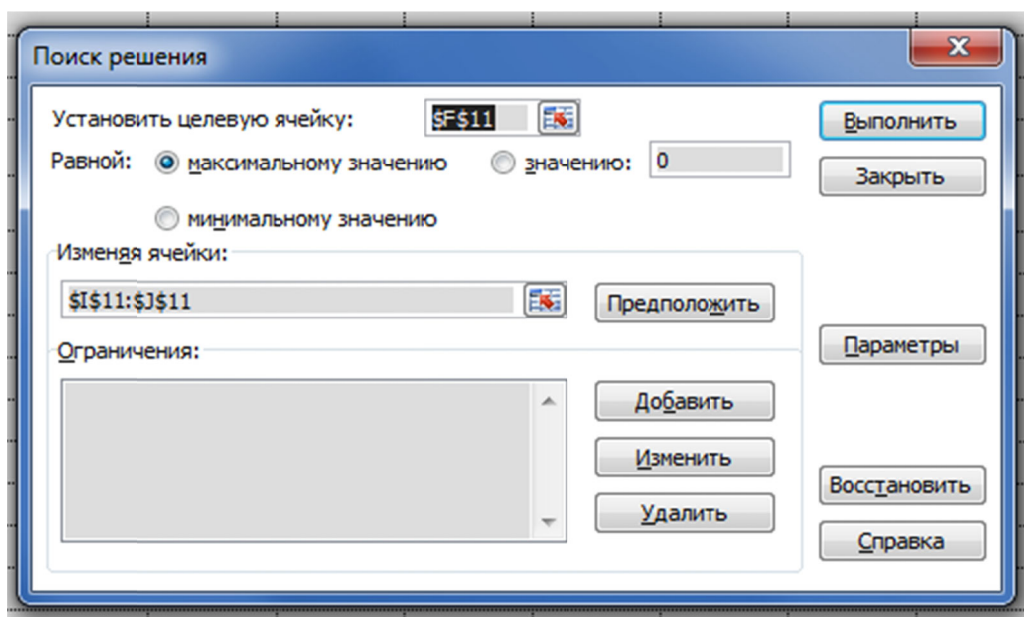 Поиск решения
Установить целевую ячейку: $F$11
Выполнить
Равной: максимальному значению значению: 0
Закрыть
минимальному значению
Изменяя ячейки:
$I$11:$J$11
Предположить
Ограничения:
Параметры
Добавить
Изменить
Восстановить
Удалить
Справка